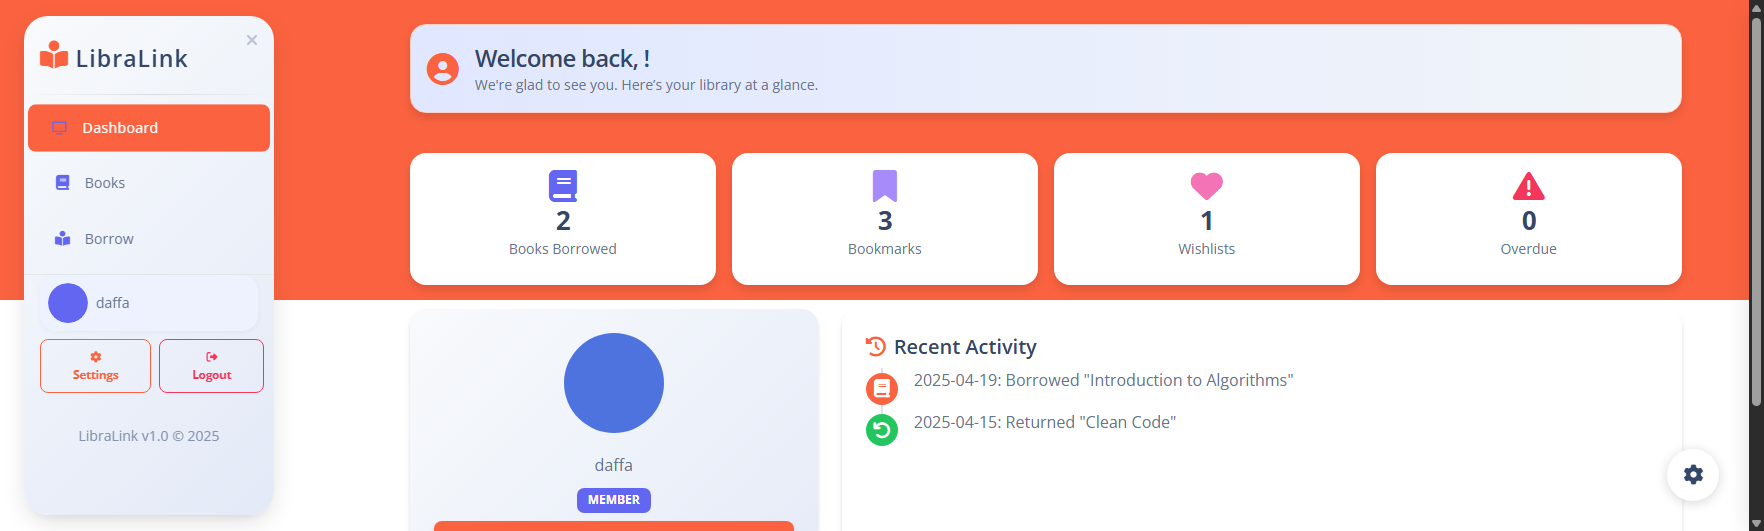 LibraLink
Dashboard
Books
Borrow
daffa
Settings
Logout
LibraLink v1.0 © 2025
Welcome back, !
We're glad to see you. Here's your library at a glance.
2
Books Borrowed
3
Bookmarks
1
Wishlists
0
Overdue
daffa
MEMBER
Recent Activity
2025-04-19: Borrowed "Introduction to Algorithms"
2025-04-15: Returned "Clean Code"